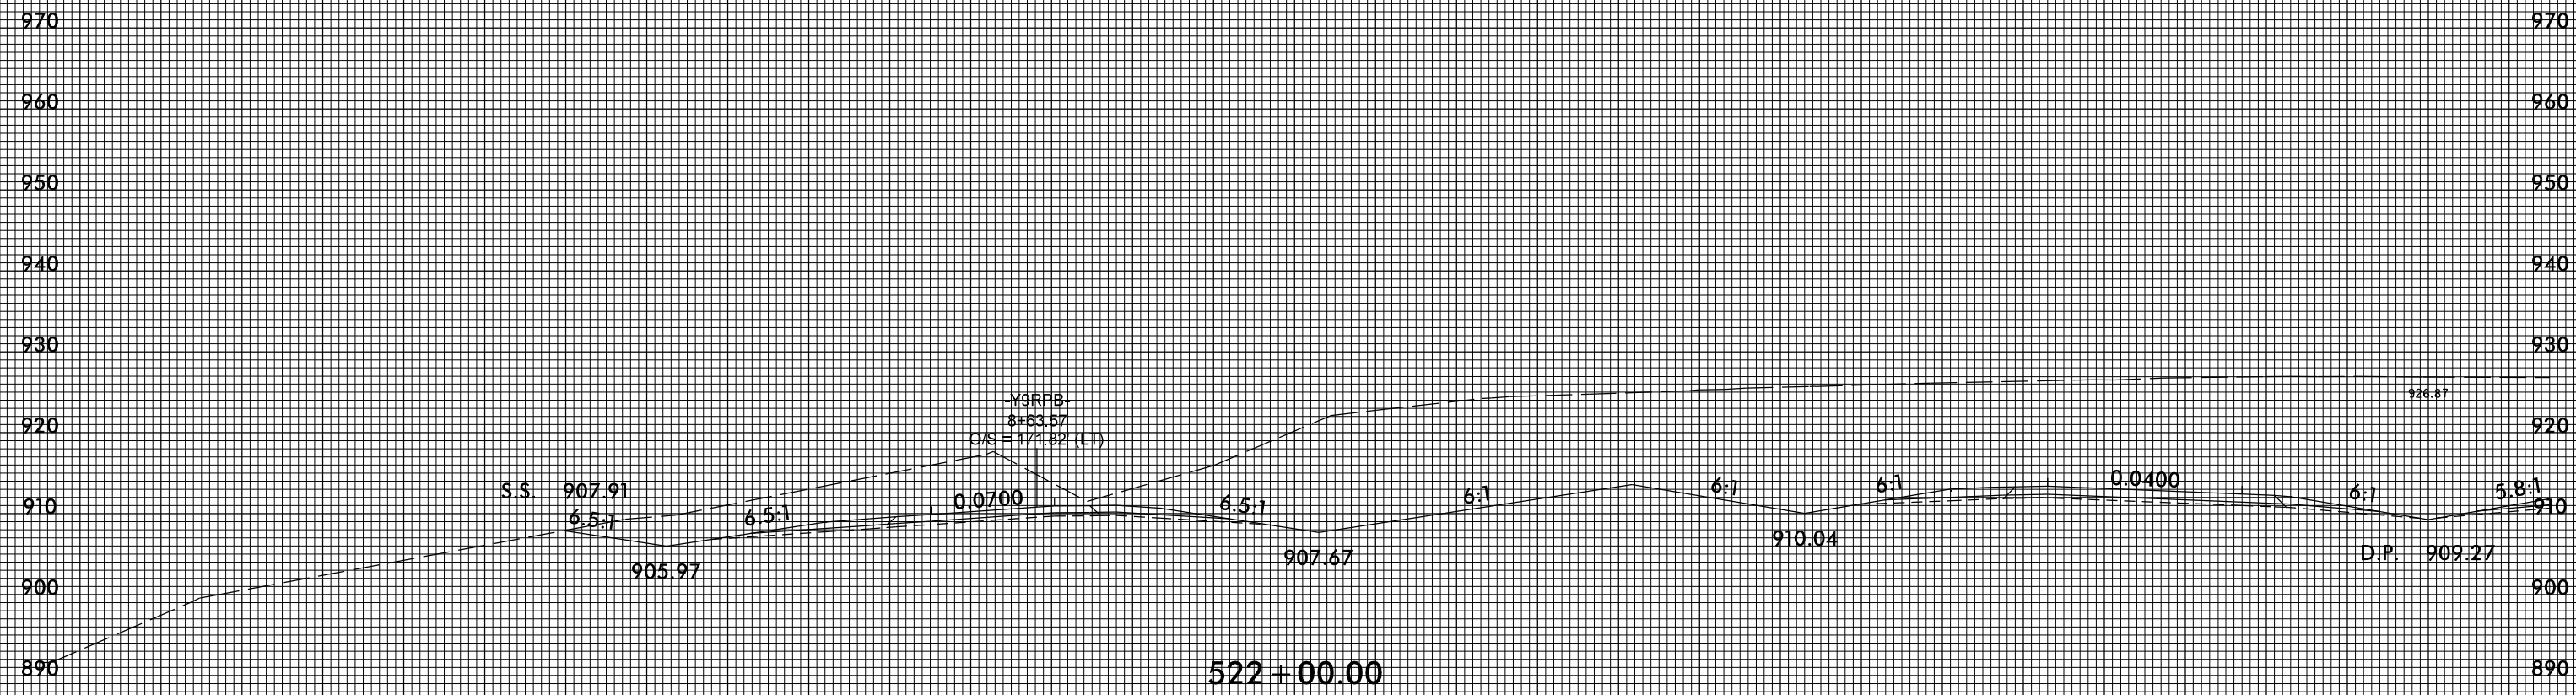 970 970
960 960
950 950
940 940
930 930
-Y9RPB-
926.87
8+63.57
920 920
O/S = 171.82 (LT)
S.S. 907.91
0.0400
6:1 6:1 6:1 6:1 5.8:1
0.0700
910 910
6.5:1 6.5:1 6.5:1
910.04
D.P. 909.27
907.67
905.97
900 900
890 890
522+00.00